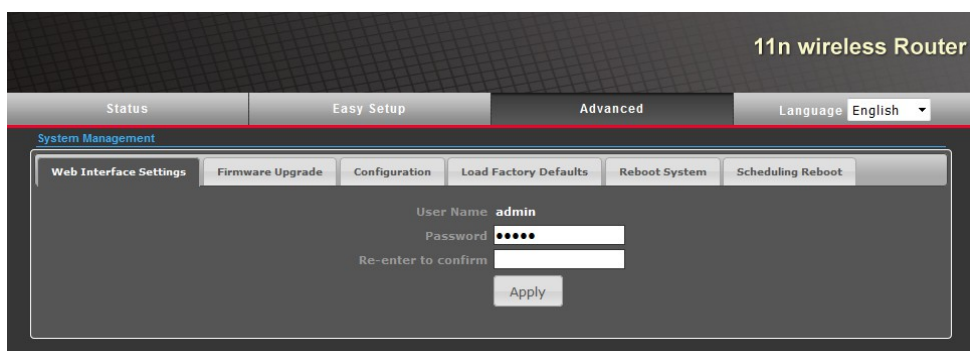 11n wireless Router
Status Easy Setup Advanced Language English
System Management
Web Interface Settings Firmware Upgrade Configuration Load Factory Defaults Reboot System Scheduling Reboot
User Name admin
Password •••••
Re-enter to confirm
Apply